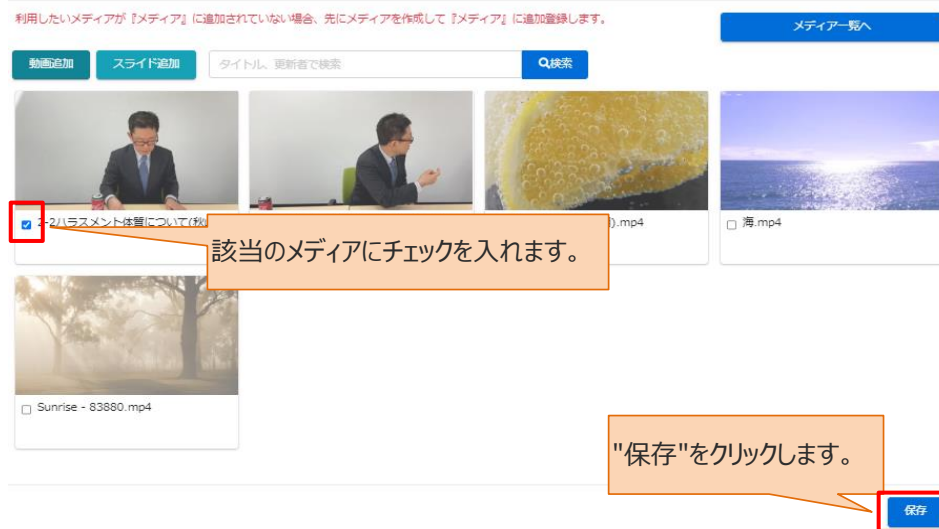 利用したいメディアが『メディア』に追加されていない場合、先にメディアを作成して『メディア』に追加登録します。
メディア一覧へ
動画追加 スライド追加 タイトル、更新者で検索 検索
2-2ハラスメント体質について(秋
).mp4
海.mp4
該当のメディアにチェックを入れます。
Sunrise - 83880.mp4
"保存"をクリックします。
保存